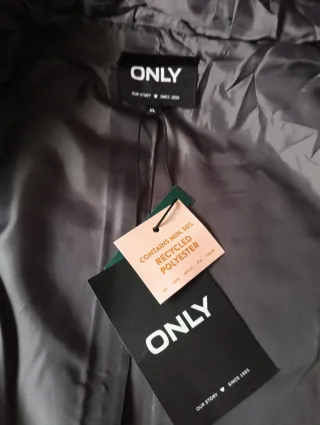 ONLY
OUR STORY ♥ SINCE 1995
XL
CONTAINS MIN. 50%
RECYCLED
POLYESTER
ONLY
OUR STORY ♥ SINCE 1995